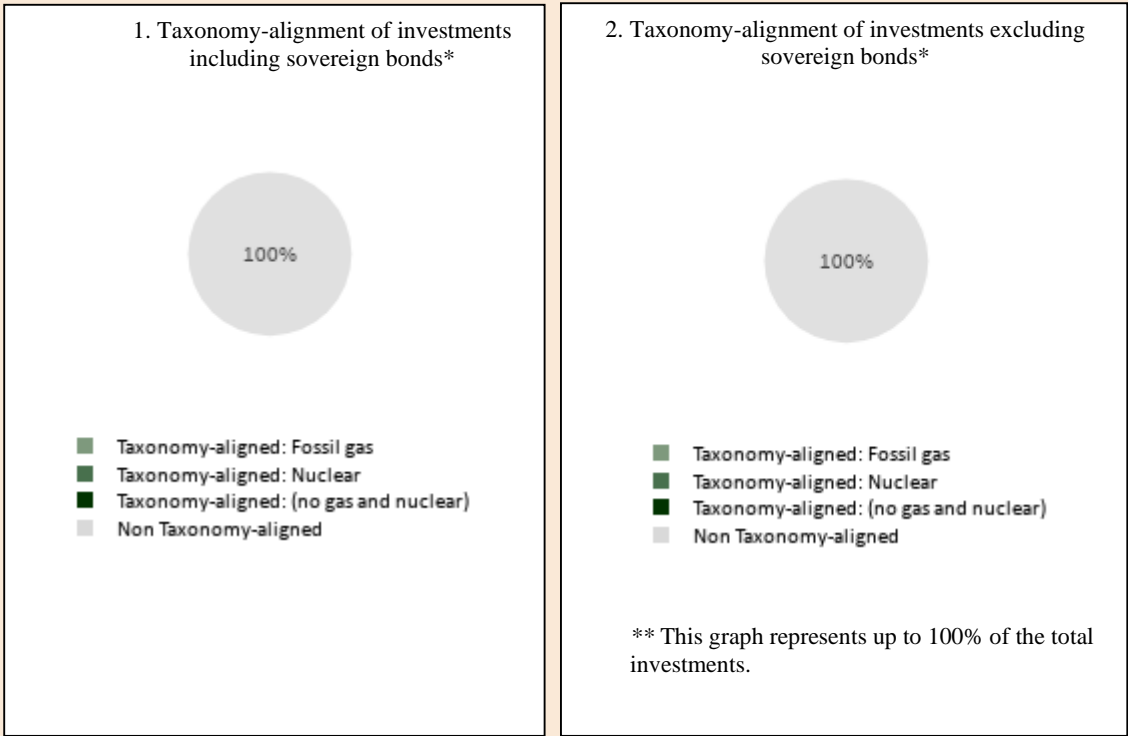 1. Taxonomy-alignment of investments
including sovereign bonds*
100%
Taxonomy-aligned: Fossil gas
Taxonomy-aligned: Nuclear
Taxonomy-aligned: (no gas and nuclear)
Non Taxonomy-aligned
2. Taxonomy-alignment of investments excluding
sovereign bonds*
100%
Taxonomy-aligned: Fossil gas
Taxonomy-aligned: Nuclear
Taxonomy-aligned: (no gas and nuclear)
Non Taxonomy-aligned
** This graph represents up to 100% of the total
investments.